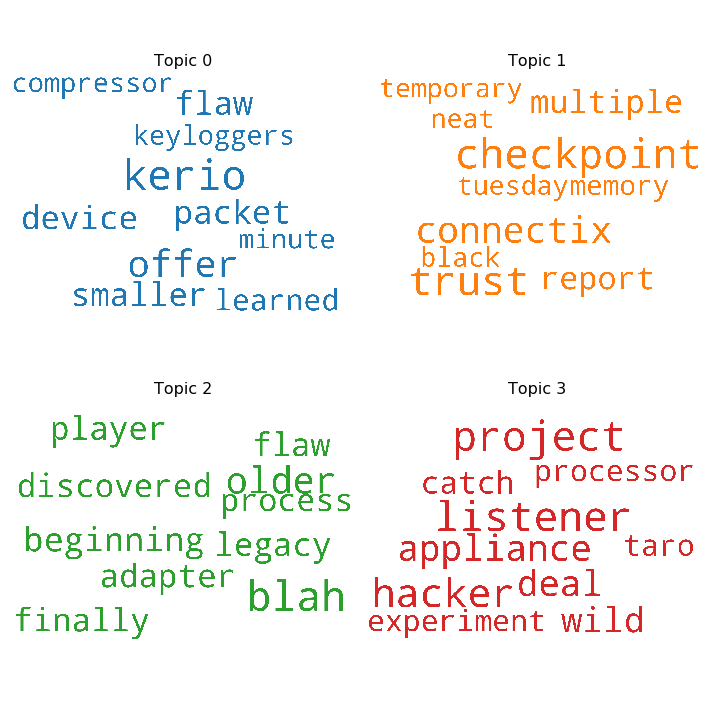 Topic 0
compressor
flaw
keyloggers
kerio
device packet
minute
offer
smaller learned
Topic 1
temporary
multiple
neat
checkpoint
tuesdaymemory
connectix
black
trust report
Topic 2
player
flaw
discovered older
process
beginning legacy
adapter
blah
finally
Topic 3
project
catch processor
listener
appliance taro
hacker deal
experiment wild